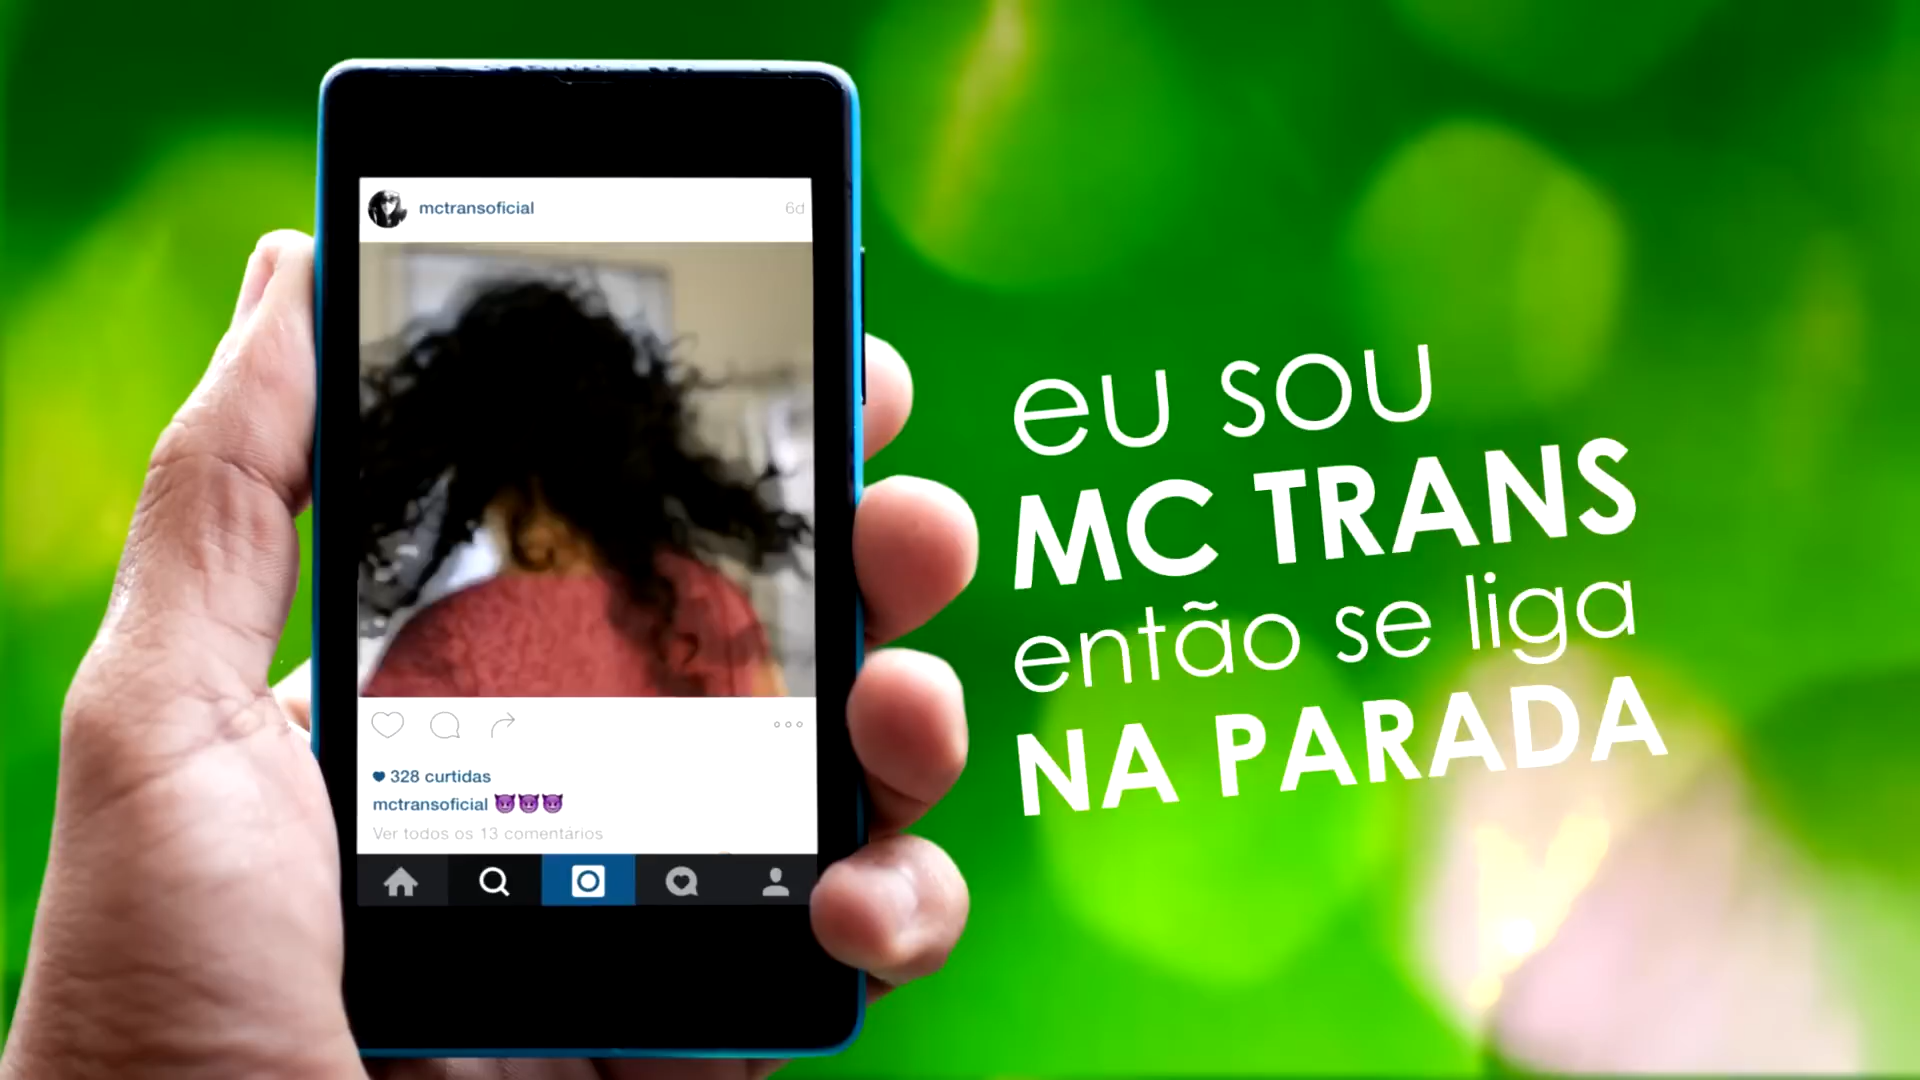 mctransoficial
6d
328 curtidas
mctransoficial 😈😈😈
Ver todos os 13 comentários
eu sou
MC TRANS
então se liga
NA PARADA